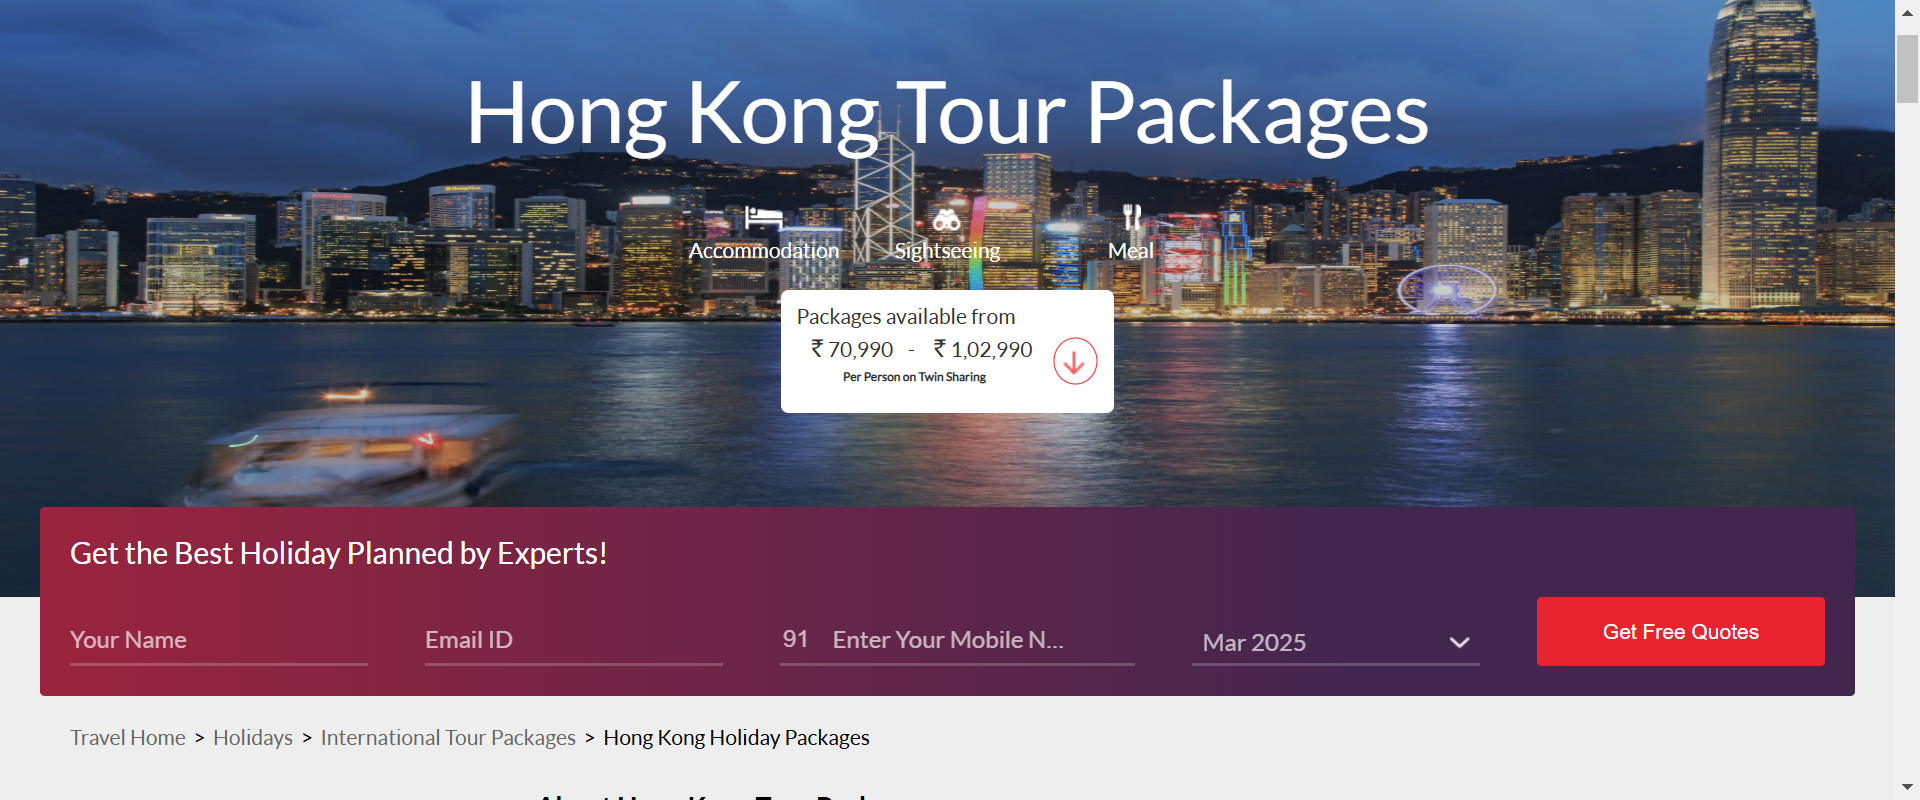 Hong Kong Tour Packages
Accommodation
Sightseeing
Meal
Packages available from
₹ 70,990 - ₹ 1,02,990
Per Person on Twin Sharing
Get the Best Holiday Planned by Experts!
Your Name
Email ID
91 Enter Your Mobile N...
Mar 2025
Get Free Quotes
Travel Home > Holidays > International Tour Packages > Hong Kong Holiday Packages